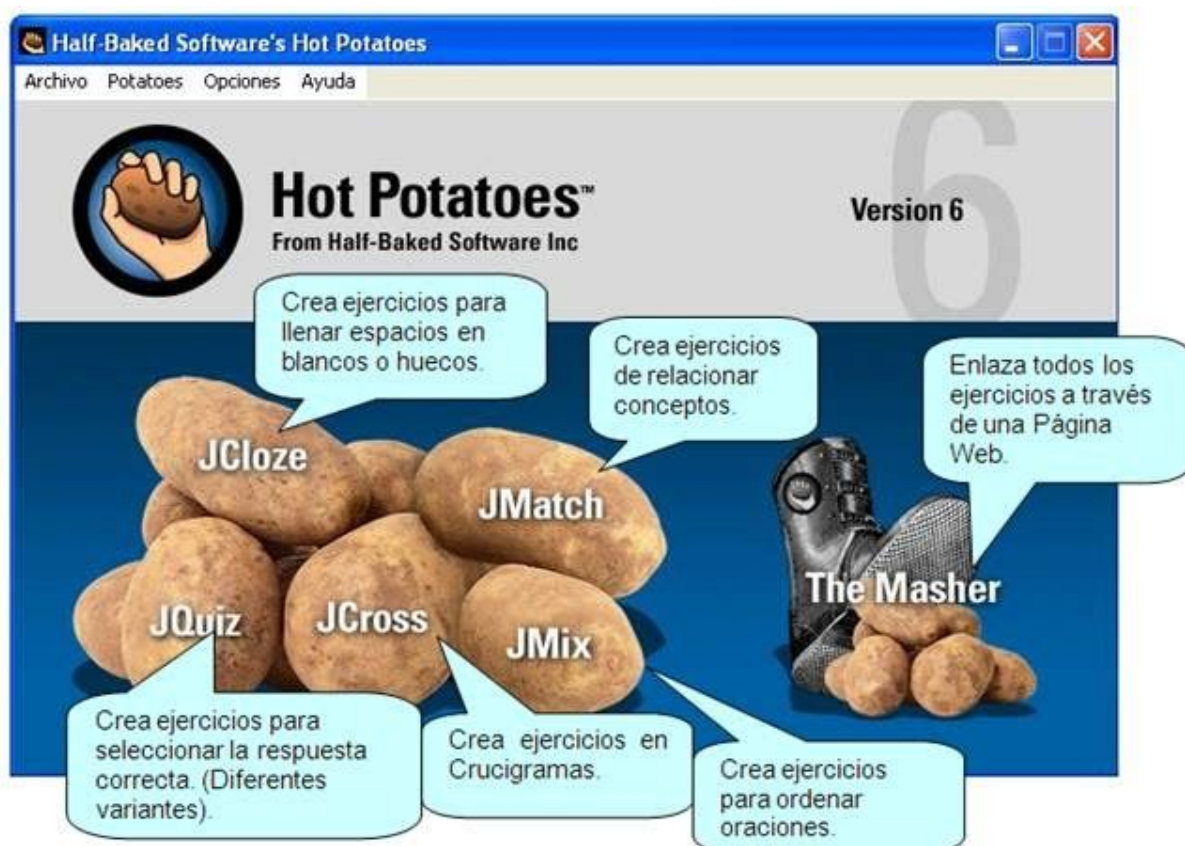 Half-Baked Software's Hot Potatoes
Archivo Potatoes Opciones Ayuda
6
Hot Potatoes™
From Half-Baked Software Inc
Version 6
Crea ejercicios para
llenar espacios en
blancos o huecos.
Crea ejercicios
de relacionar
conceptos.
Enlaza todos los
ejercicios a través
de una Página
Web.
JCloze
JMatch
JQuiz
JCross
JMix
The Masher
Crea ejercicios para
seleccionar la respuesta
correcta. (Diferentes
variantes).
Crea ejercicios en
Crucigramas.
Crea ejercicios
para ordenar
oraciones.